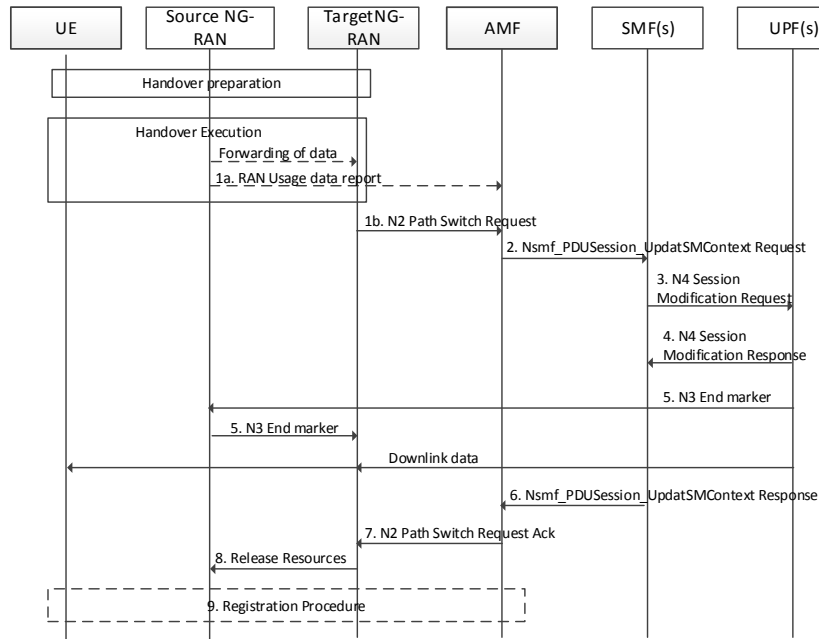 UE
Source NG-
RAN
TargetNG-
RAN
AMF
SMF(s)
UPF(s)
Handover preparation
Handover Execution
Forwarding of data
1a. RAN Usage data report
1b. N2 Path Switch Request
2. Nsmf_PDUSession_UpdatSMContext Request
3. N4 Session
Modification Request
4. N4 Session
Modification Response
5. N3 End marker
5. N3 End marker
Downlink data
6. Nsmf_PDUSession_UpdatSMContext Response
7. N2 Path Switch Request Ack
8. Release Resources
9. Registration Procedure